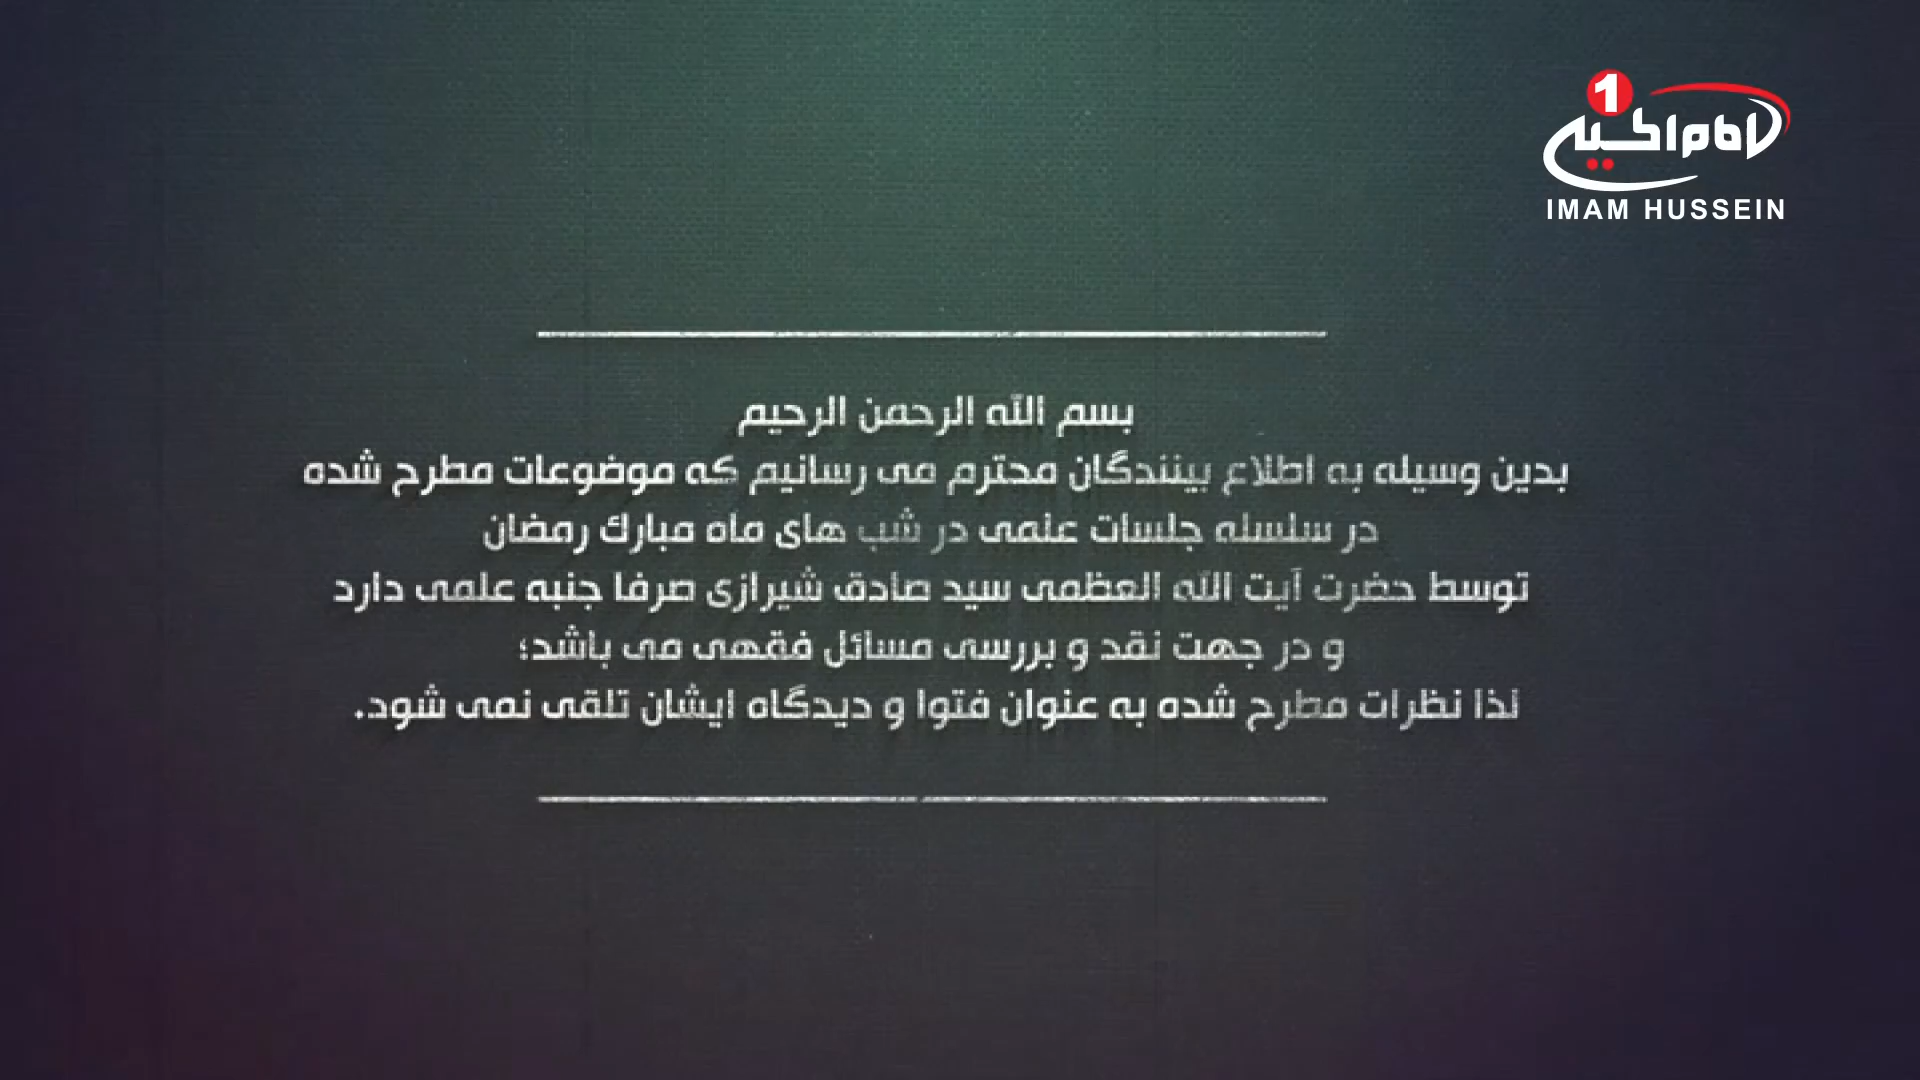 1
IMAM HUSSEIN
بسم الله الرحمن الرحیم
بدین وسیله به اطلاع بینندگان محترم می رسانیم که موضوعات مطرح شده
در سلسله جلسات علمی در شب های ماه مبارك رمضان
توسط حضرت آیت الله العظمی سید صادق شیرازی صرفا جنبه علمی دارد
و در جهت نقد و بررسی مسائل فقهی می باشد؛
لذا نظرات مطرح شده به عنوان فتوا و دیدگاه ایشان تلقی نمی شود.